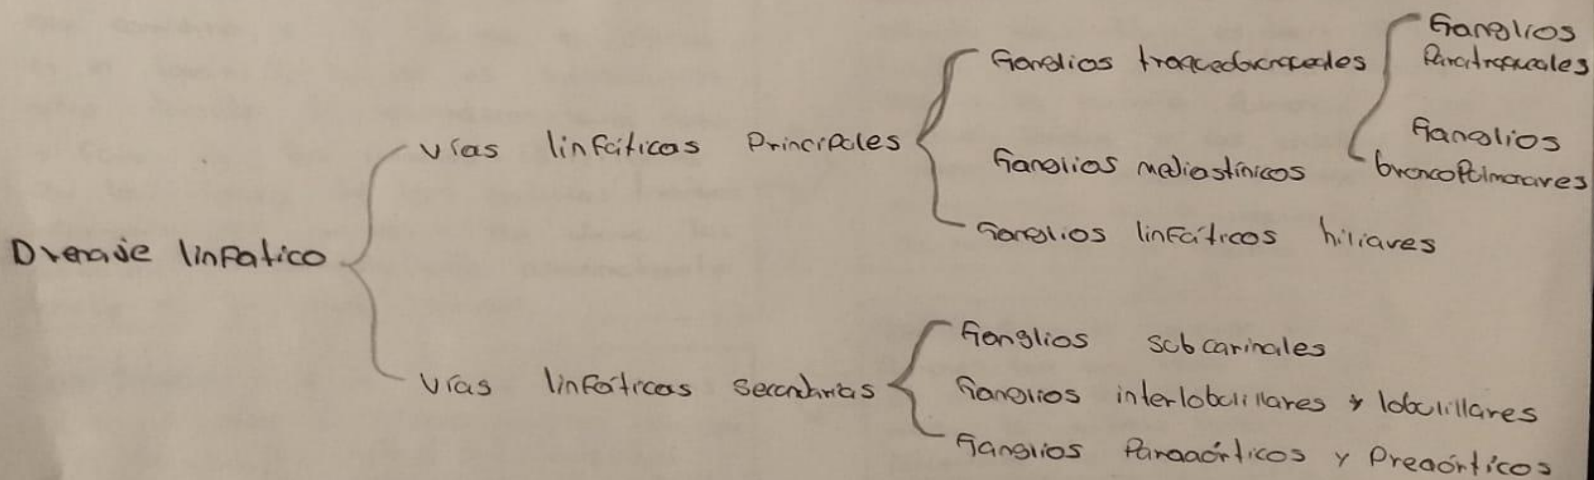 Drenaje linfatico
Vías linfáticas Principales
Ganglios traqueobronqueales
Ganglios
Paratraqueales
Ganglios
broncopulmonares
Ganglios mediastínicos
Ganglios linfáticos hiliares
Vías linfáticas secundarias
Ganglios subcarinales
Ganglios interlobulillares y lobulillares
Ganglios Paraaórticos y Preaórticos